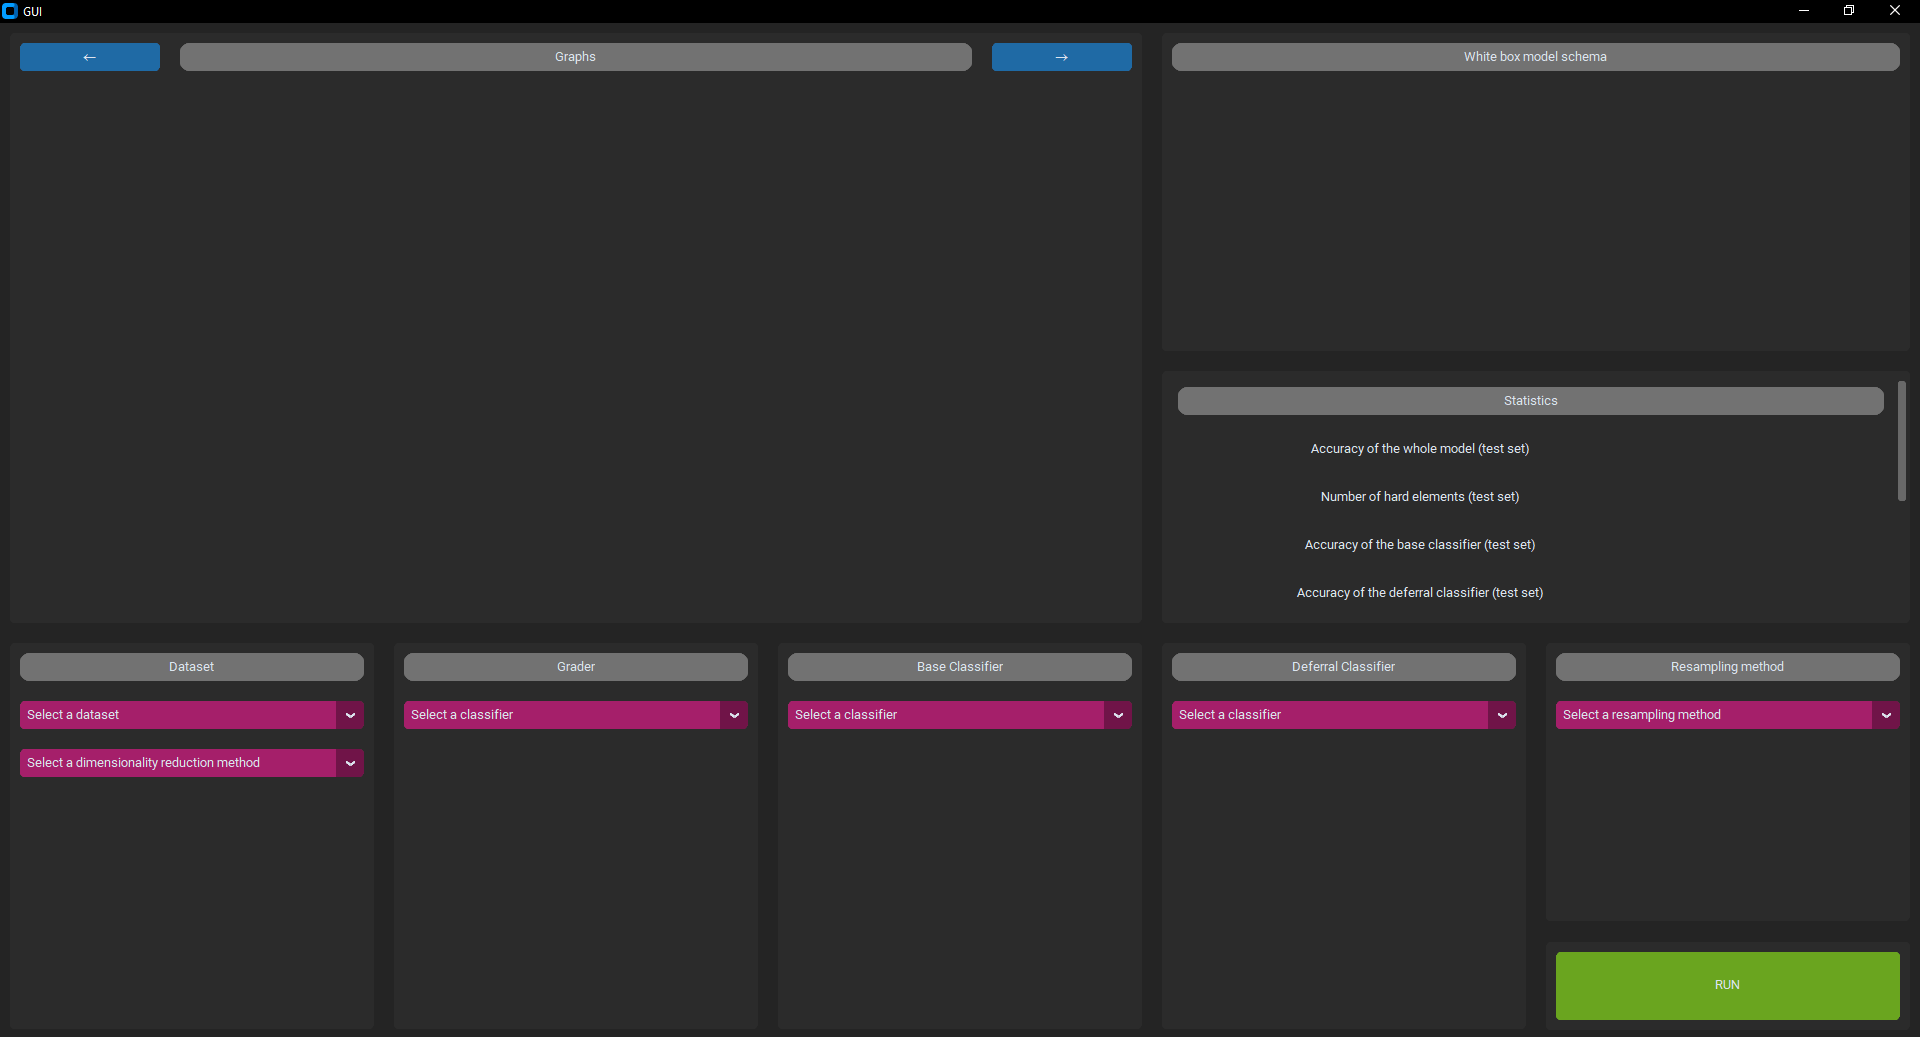 GUI
←
Graphs
→
White box model schema
Statistics
Accuracy of the whole model (test set)
Number of hard elements (test set)
Accuracy of the base classifier (test set)
Accuracy of the deferral classifier (test set)
Dataset
Select a dataset
Select a dimensionality reduction method
Grader
Select a classifier
Base Classifier
Select a classifier
Deferral Classifier
Select a classifier
Resampling method
Select a resampling method
RUN